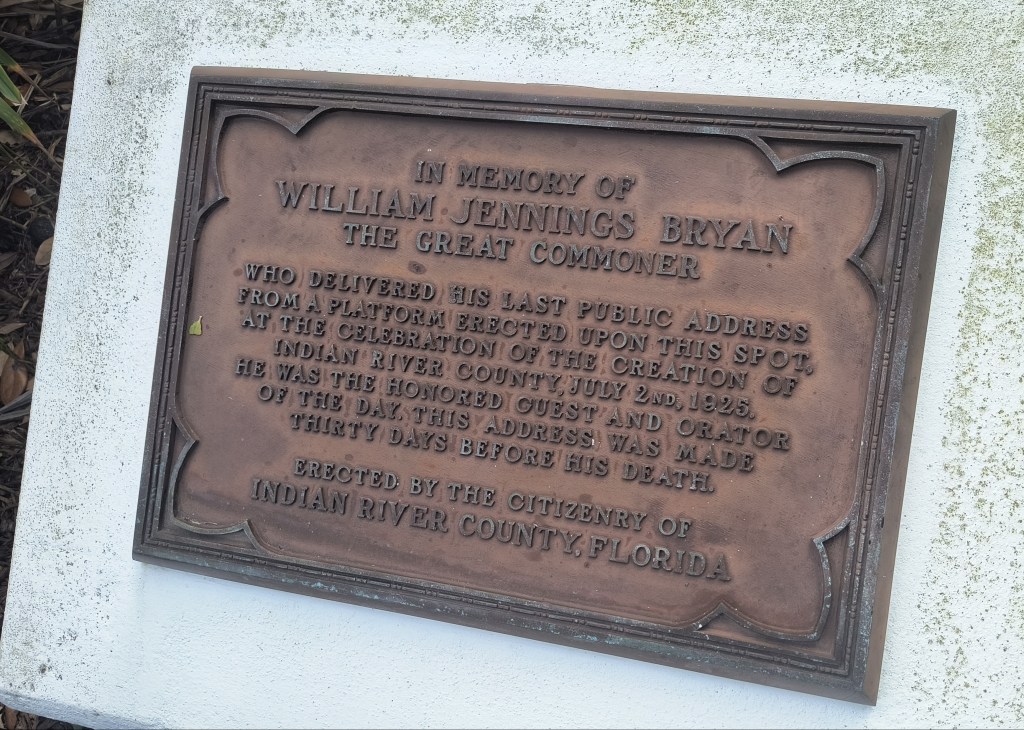 IN MEMORY OF
WILLIAM JENNINGS BRYAN
THE GREAT COMMONER
WHO DELIVERED HIS LAST PUBLIC ADDRESS
FROM A PLATFORM ERECTED UPON THIS SPOT,
AT THE CELEBRATION OF THE CREATION OF
INDIAN RIVER COUNTY, JULY 2ND, 1925.
HE WAS THE HONORED GUEST AND ORATOR
OF THE DAY. THIS ADDRESS WAS MADE
THIRTY DAYS BEFORE HIS DEATH.
ERECTED BY THE CITIZENRY OF
INDIAN RIVER COUNTY, FLORIDA